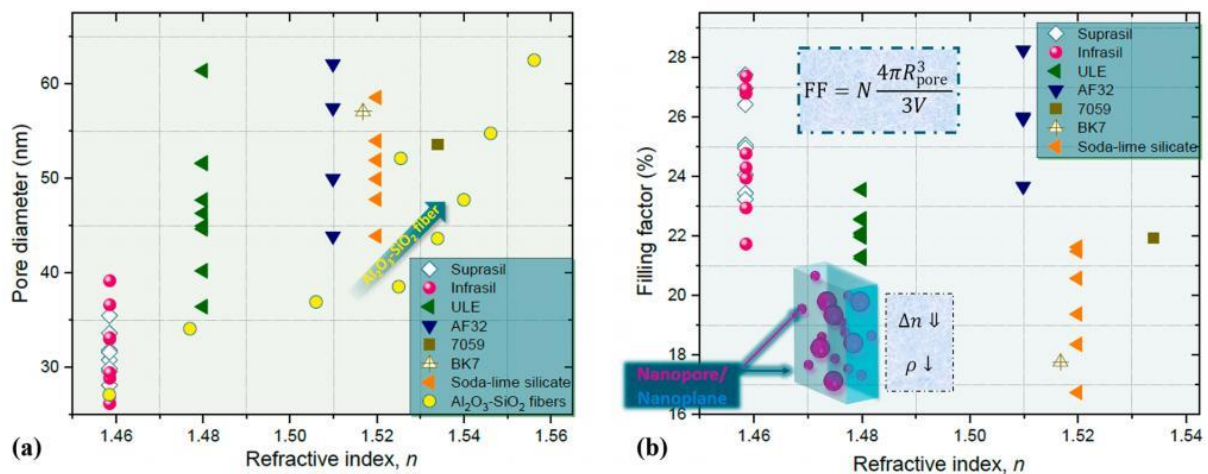 60
50
40
30
Pore diameter (nm)
Al₂O₃-SiO₂ fiber
Suprasil
Infrasil
ULE
AF32
7059
BK7
Soda-lime silicate
Al₂O₃-SiO₂ fibers
1.46 1.48 1.50 1.52 1.54 1.56
(a)
Refractive index, n
28
26
24
22
20
18
16
Filling factor (%)
FF = N 4πR³pore / 3V
Suprasil
Infrasil
ULE
AF32
7059
BK7
Soda-lime silicate
Δn ⇓
ρ ↓
Nanopore/
Nanoplane
1.46 1.48 1.50 1.52 1.54
(b)
Refractive index, n